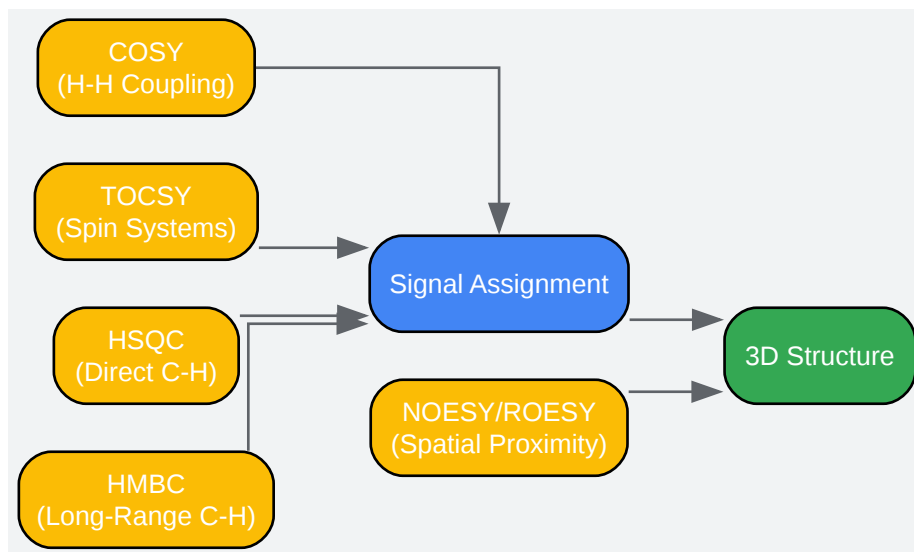 COSY
(H-H Coupling)
TOCSY
(Spin Systems)
Signal Assignment
HSQC
(Direct C-H)
3D Structure
NOESY/ROESY
(Spatial Proximity)
HMBC
(Long-Range C-H)